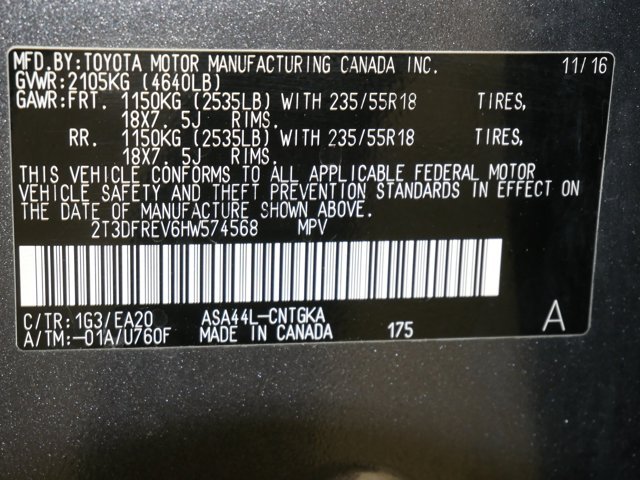 MFD.BY:TOYOTA MOTOR MANUFACTURING CANADA INC. 11/16
GVWR:2105KG (4640LB)
GAWR:FRT. 1150KG (2535LB) WITH 235/55R18 TIRES,
18X7.5J RIMS.
RR. 1150KG (2535LB) WITH 235/55R18 TIRES,
18X7.5J RIMS.
THIS VEHICLE CONFORMS TO ALL APPLICABLE FEDERAL MOTOR
VEHICLE SAFETY AND THEFT PREVENTION STANDARDS IN EFFECT ON
THE DATE OF MANUFACTURE SHOWN ABOVE.
2T3DFREV6HW574568 MPV
C/TR:1G3/EA20 ASA44L-CNTGKA
A/TM:-01A/U760F MADE IN CANADA 175 A